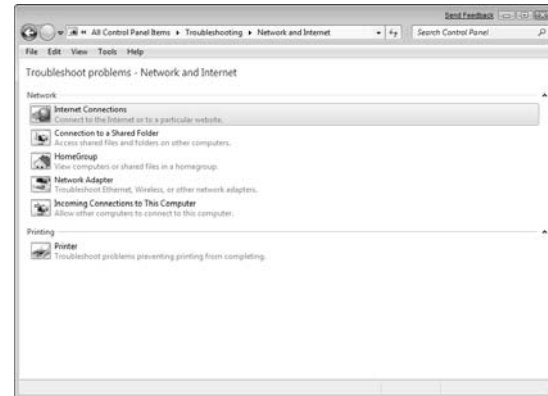 Send Feedback
« All Control Panel Items ▸ Troubleshooting ▸ Network and Internet
Search Control Panel
File Edit View Tools Help
Troubleshoot problems - Network and Internet
Network
Internet Connections
Connect to the Internet or to a particular website.
Connection to a Shared Folder
Access shared files and folders on other computers.
HomeGroup
View computers or shared files in a homegroup.
Network Adapter
Troubleshoot Ethernet, Wireless, or other network adapters.
Incoming Connections to This Computer
Allow other computers to connect to this computer.
Printing
Printer
Troubleshoot problems preventing printing from completing.